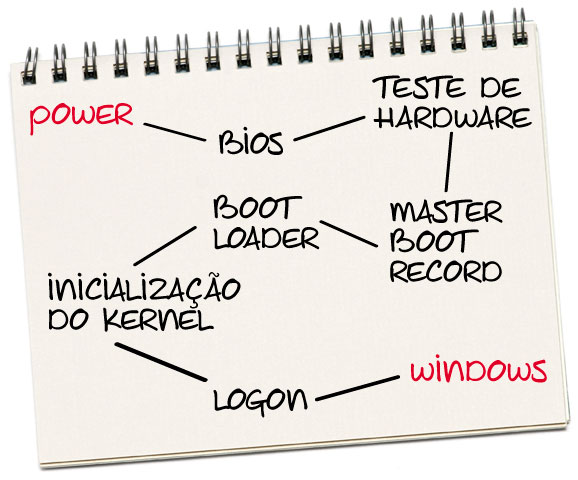 POWER
BIOS
TESTE DE
HARDWARE
MASTER
BOOT
RECORD
BOOT
LOADER
INICIALIZAÇÃO
DO KERNEL
LOGON
WINDOWS